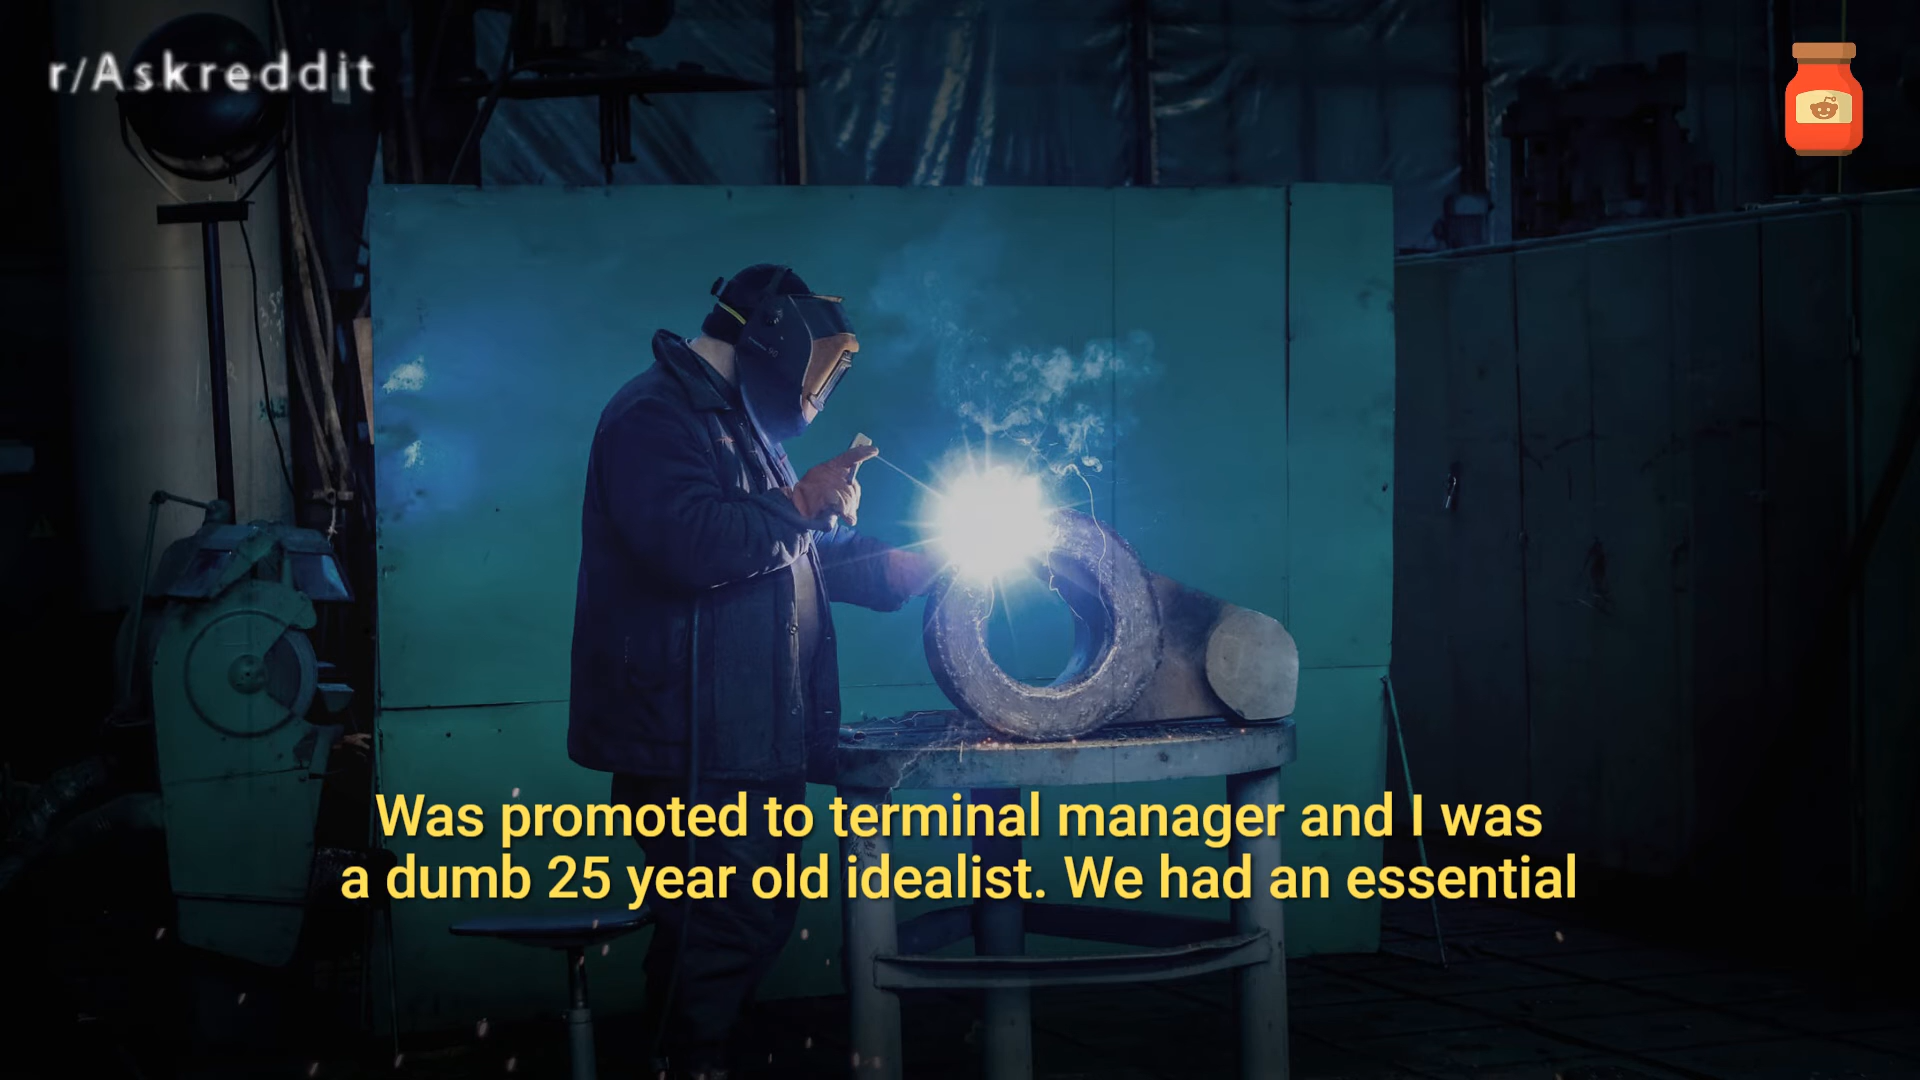 r/Askreddit
Was promoted to terminal manager and I was
a dumb 25 year old idealist. We had an essential